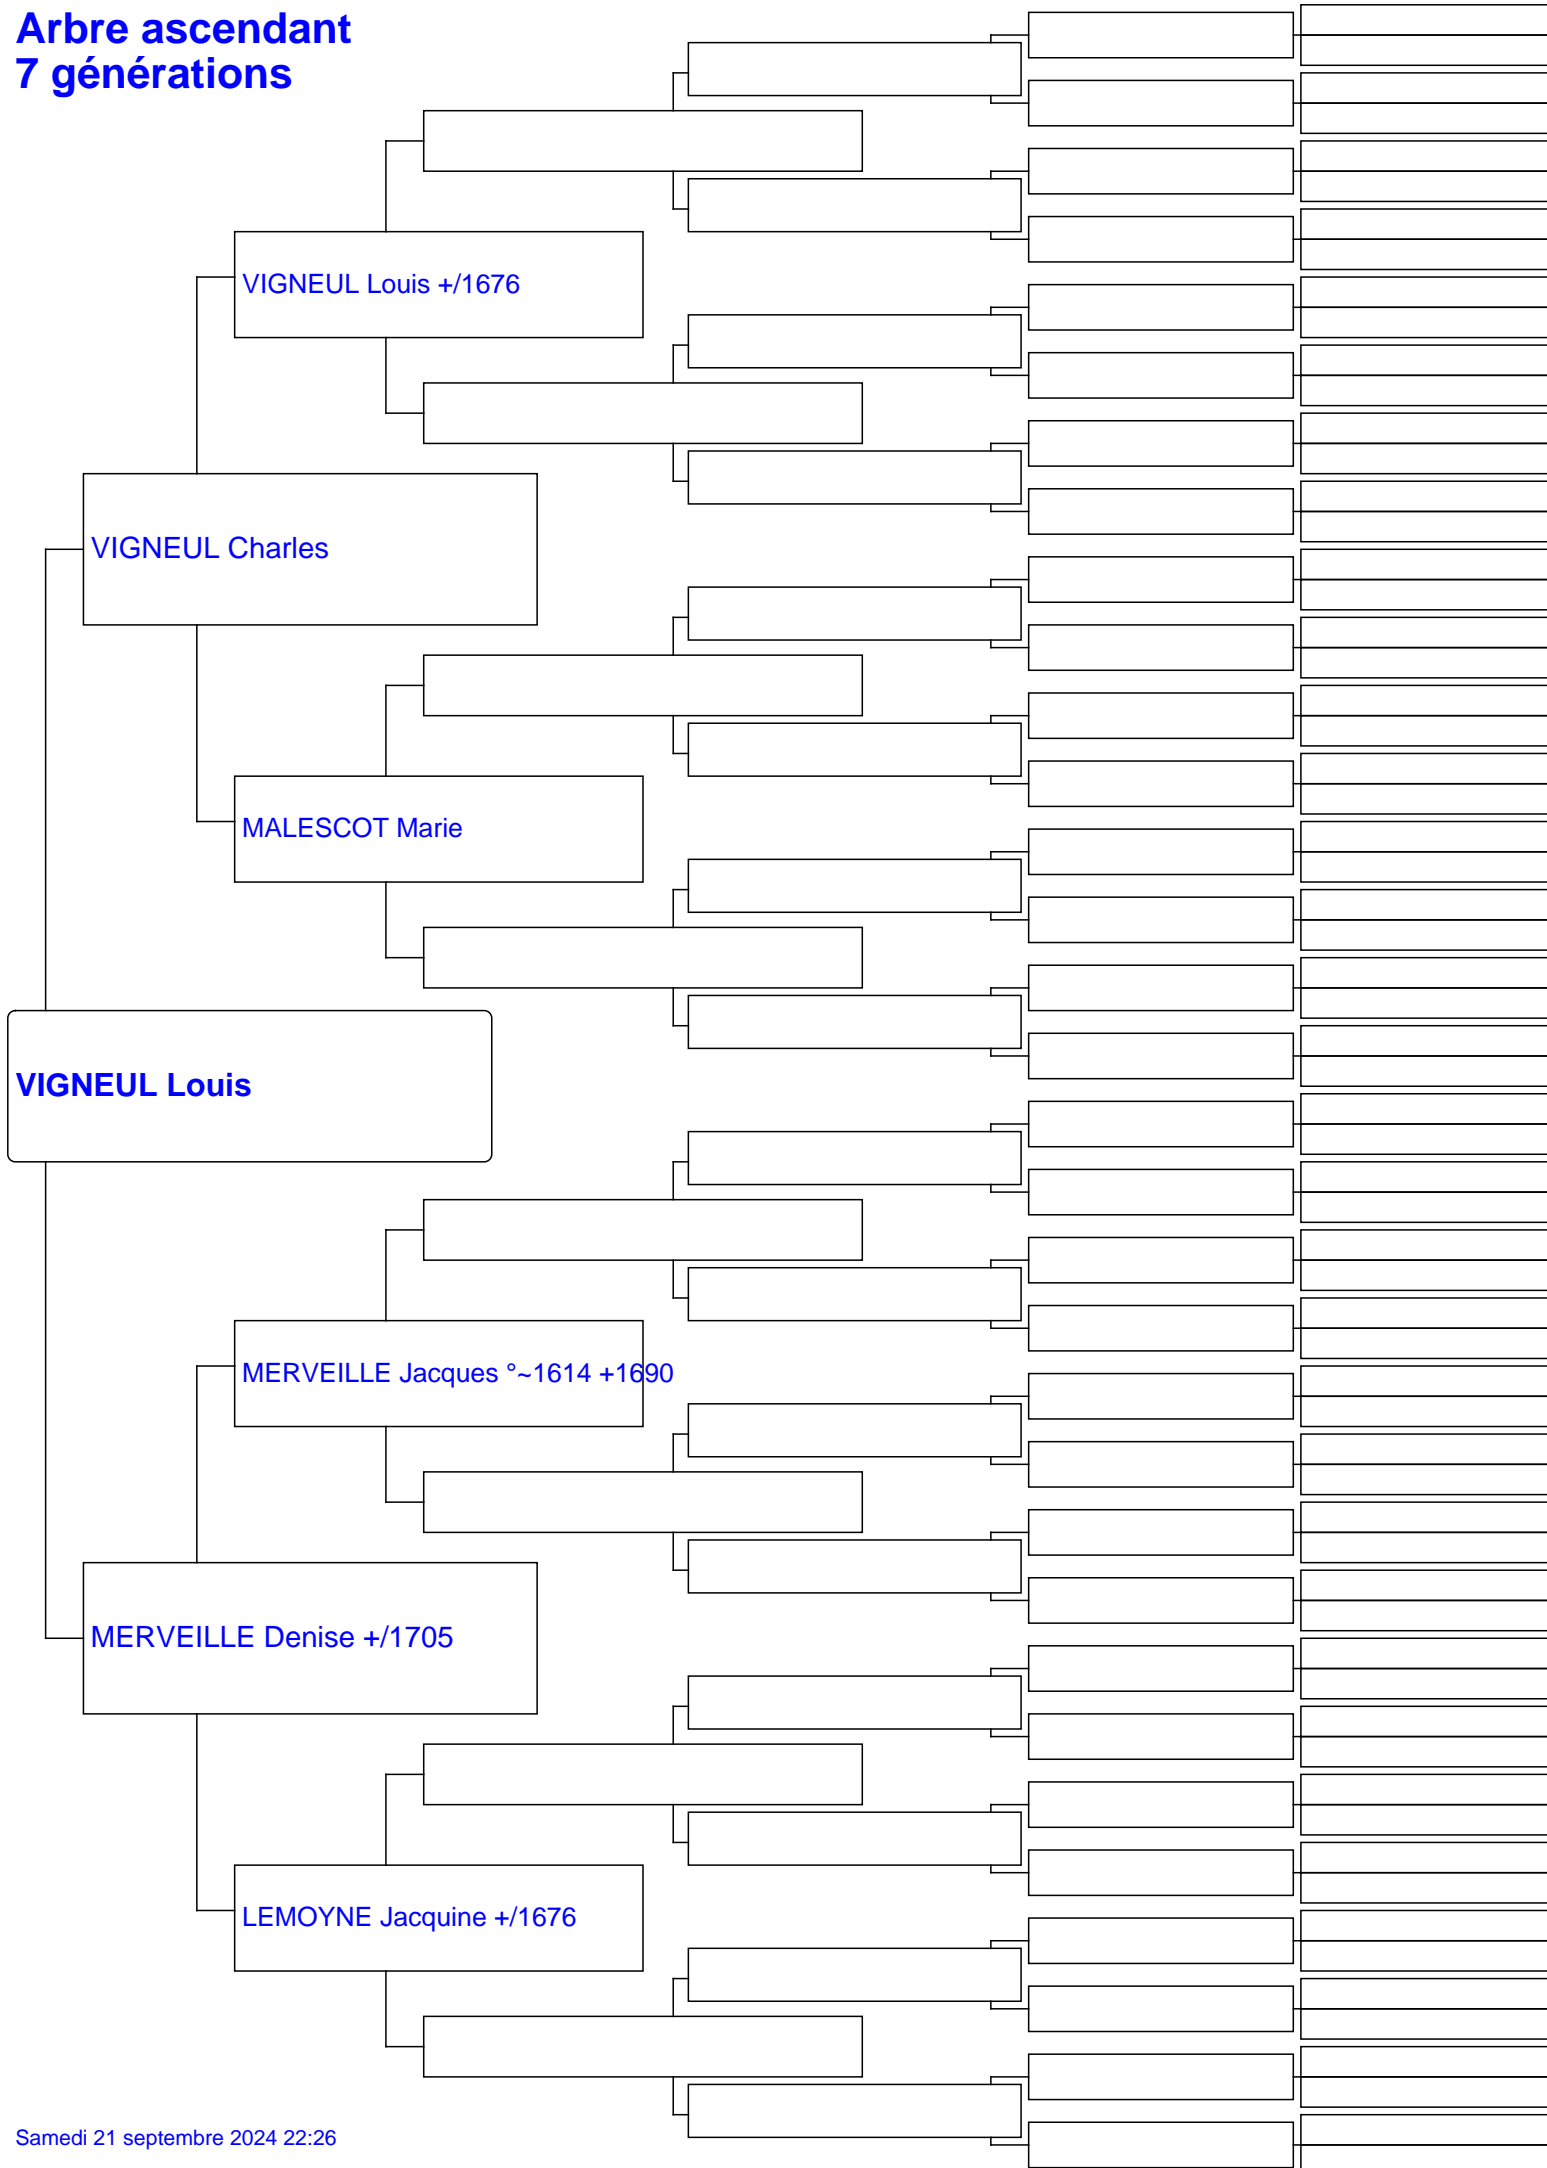 Arbre ascendant
7 générations
VIGNEUL Louis +/1676
VIGNEUL Charles
MALESCOT Marie
VIGNEUL Louis
MERVEILLE Jacques °~1614 +1690
MERVEILLE Denise +/1705
LEMOYNE Jacquine +/1676
Samedi 21 septembre 2024 22:26